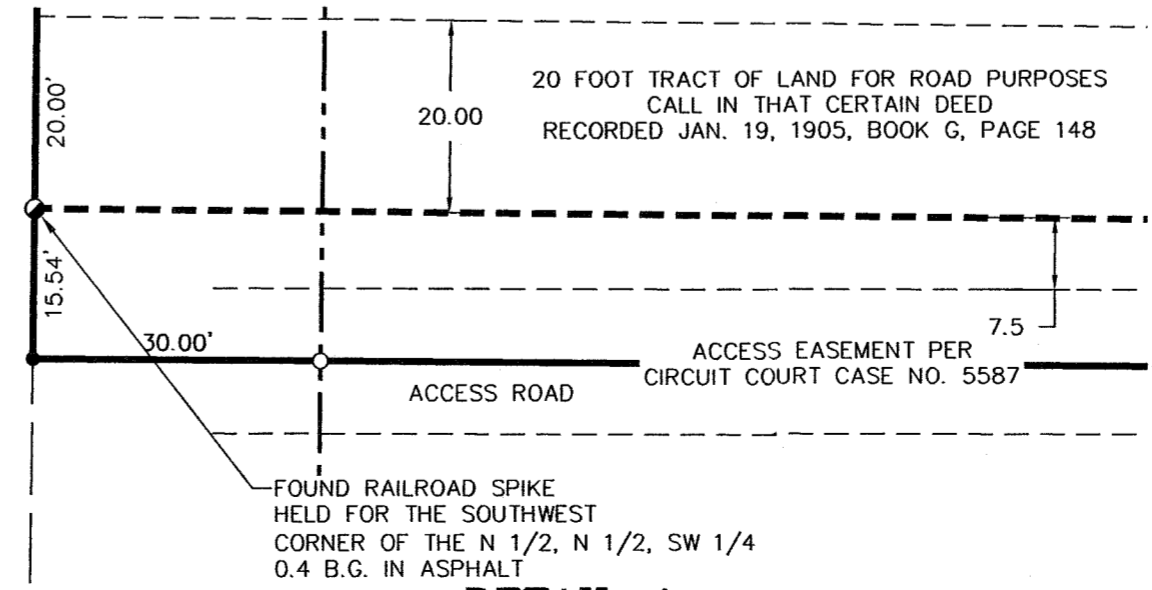 20.00'
20.00
20 FOOT TRACT OF LAND FOR ROAD PURPOSES
CALL IN THAT CERTAIN DEED
RECORDED JAN. 19, 1905, BOOK G, PAGE 148
15.54'
7.5
30.00'
ACCESS EASEMENT PER
CIRCUIT COURT CASE NO. 5587
ACCESS ROAD
FOUND RAILROAD SPIKE
HELD FOR THE SOUTHWEST
CORNER OF THE N 1/2, N 1/2, SW 1/4
0.4 B.G. IN ASPHALT